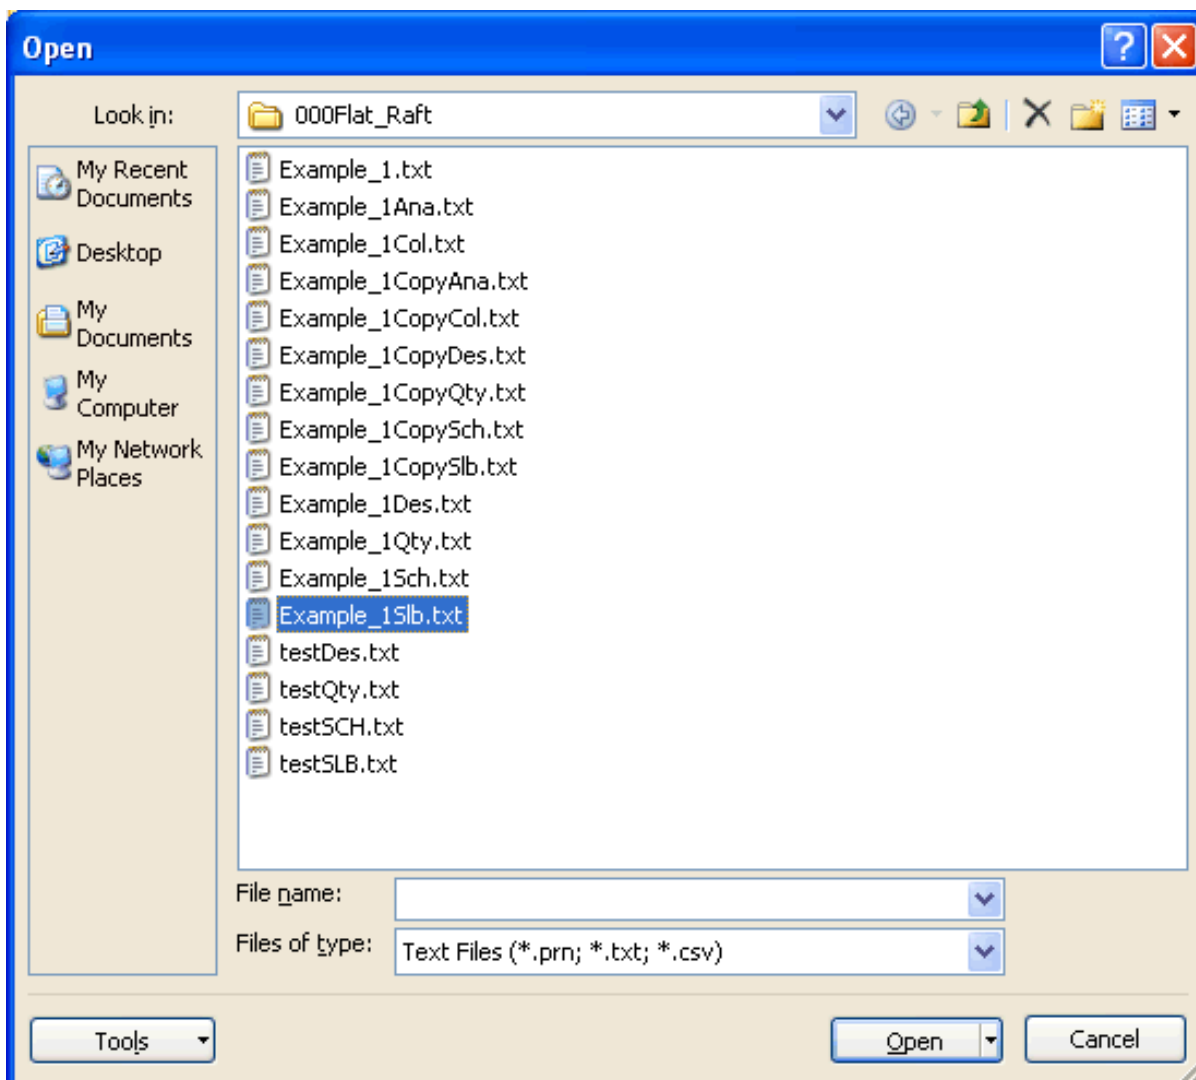 Open
Look in:
000Flat_Raft
My Recent
Documents
Desktop
My
Documents
My
Computer
My Network
Places
Example_1.txt
Example_1Ana.txt
Example_1Col.txt
Example_1CopyAna.txt
Example_1CopyCol.txt
Example_1CopyDes.txt
Example_1CopyQty.txt
Example_1CopySch.txt
Example_1CopySlb.txt
Example_1Des.txt
Example_1Qty.txt
Example_1Sch.txt
Example_1Slb.txt
testDes.txt
testQty.txt
testSCH.txt
testSLB.txt
File name:
Files of type:
Text Files (*.prn; *.txt; *.csv)
Tools
Open
Cancel